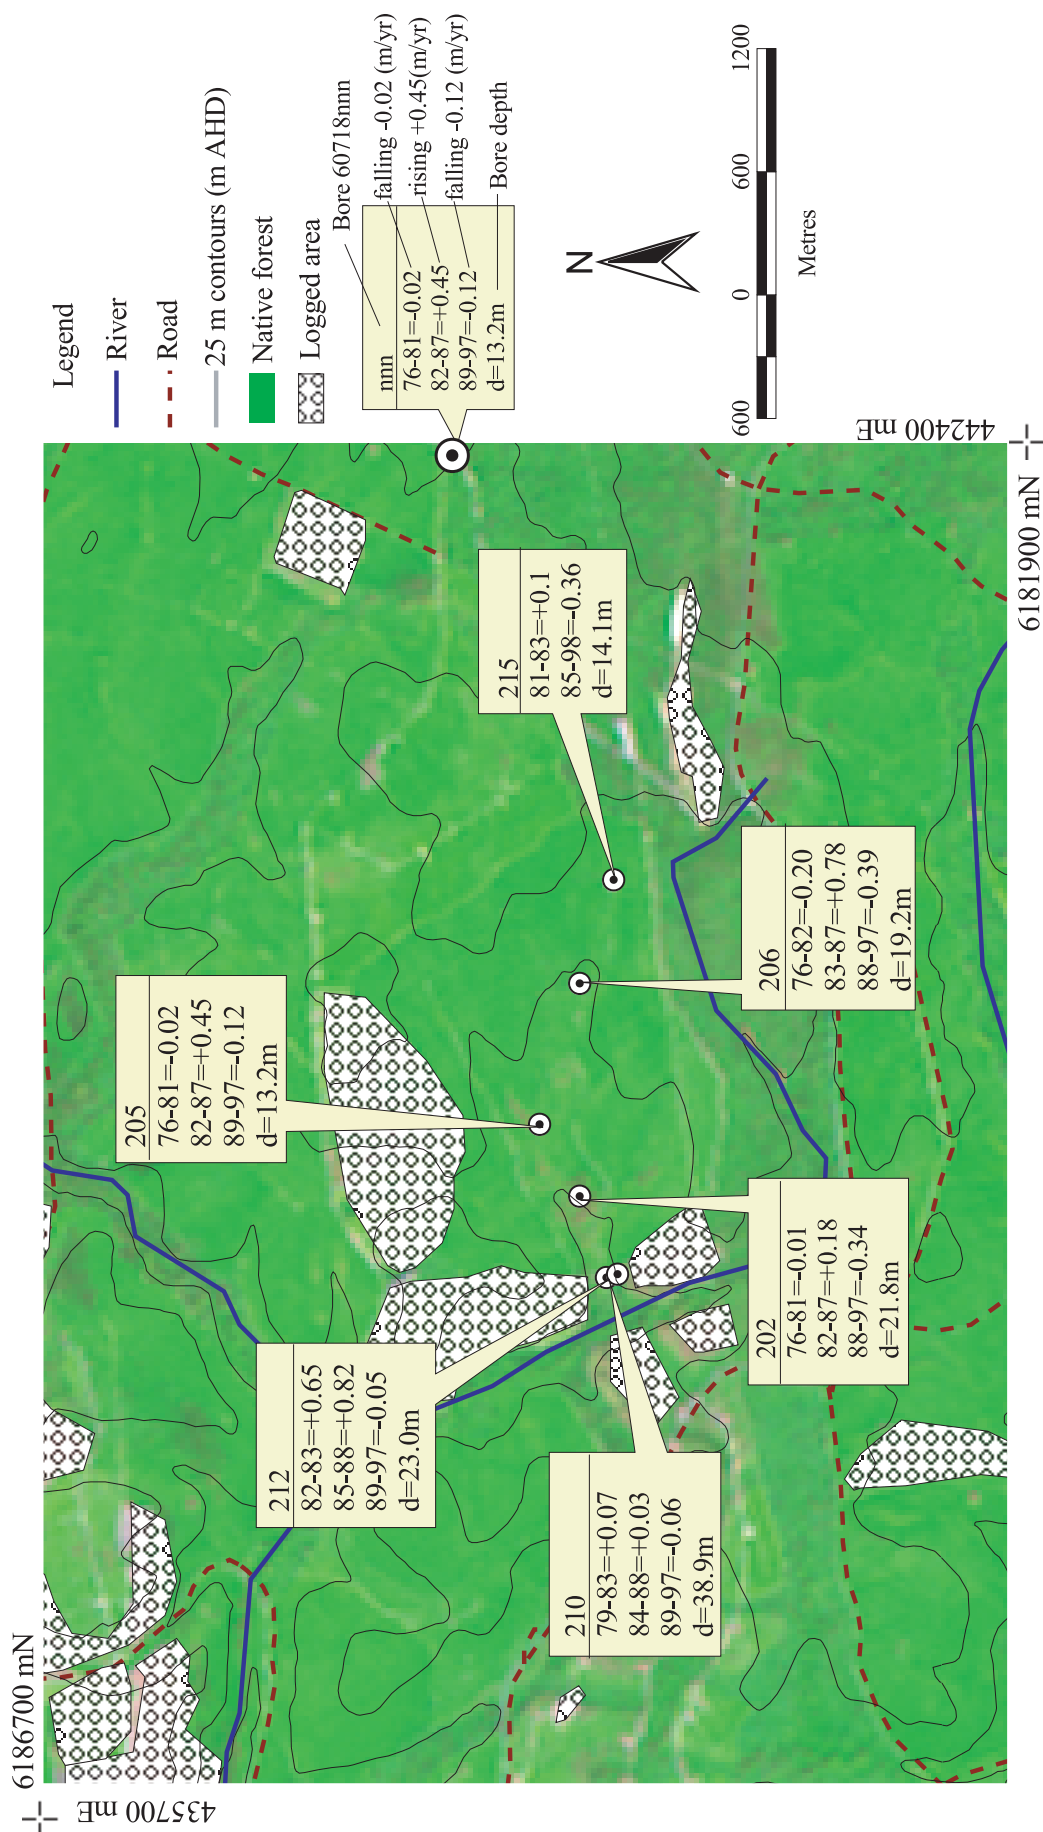 6186700 mN
435700 mE
212
82-83=+0.65
85-88=+0.82
89-97=-0.05
d=23.0m
210
79-83=+0.07
84-88=+0.03
89-97=-0.06
d=38.9m
205
76-81=-0.02
82-87=+0.45
89-97=-0.12
d=13.2m
202
76-81=-0.01
82-87=+0.18
88-97=-0.34
d=21.8m
206
76-82=-0.20
83-87=+0.78
88-97=-0.39
d=19.2m
215
81-83=+0.1
85-98=-0.36
d=14.1m
442400 mE
6181900 mN
Legend
River
Road
25 m contours (m AHD)
Native forest
Logged area
Bore 60718nnn
nnn
76-81=-0.02
82-87=+0.45
89-97=-0.12
d=13.2m
falling -0.02 (m/yr)
rising +0.45(m/yr)
falling -0.12 (m/yr)
Bore depth
N
600 0 600 1200
Metres